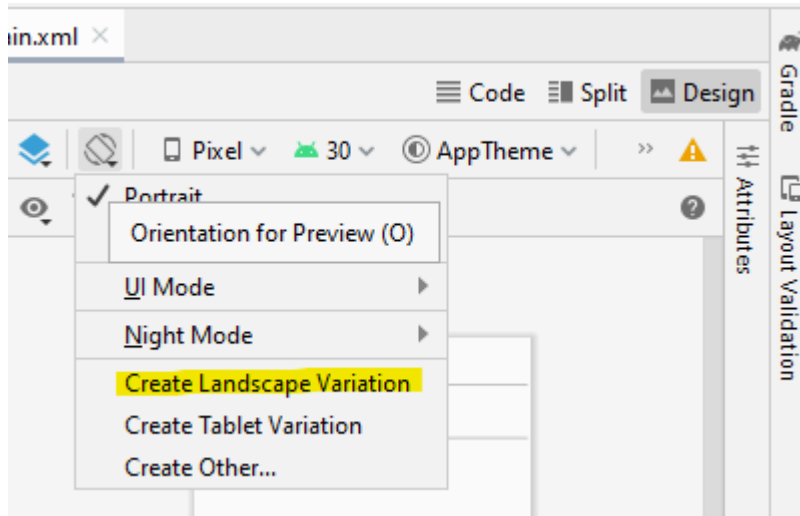 in.xml
Code Split Design
Pixel 30 AppTheme
Portrait
Orientation for Preview (O)
UI Mode
Night Mode
Create Landscape Variation
Create Tablet Variation
Create Other...
Attributes
Gradle
Layout Validation